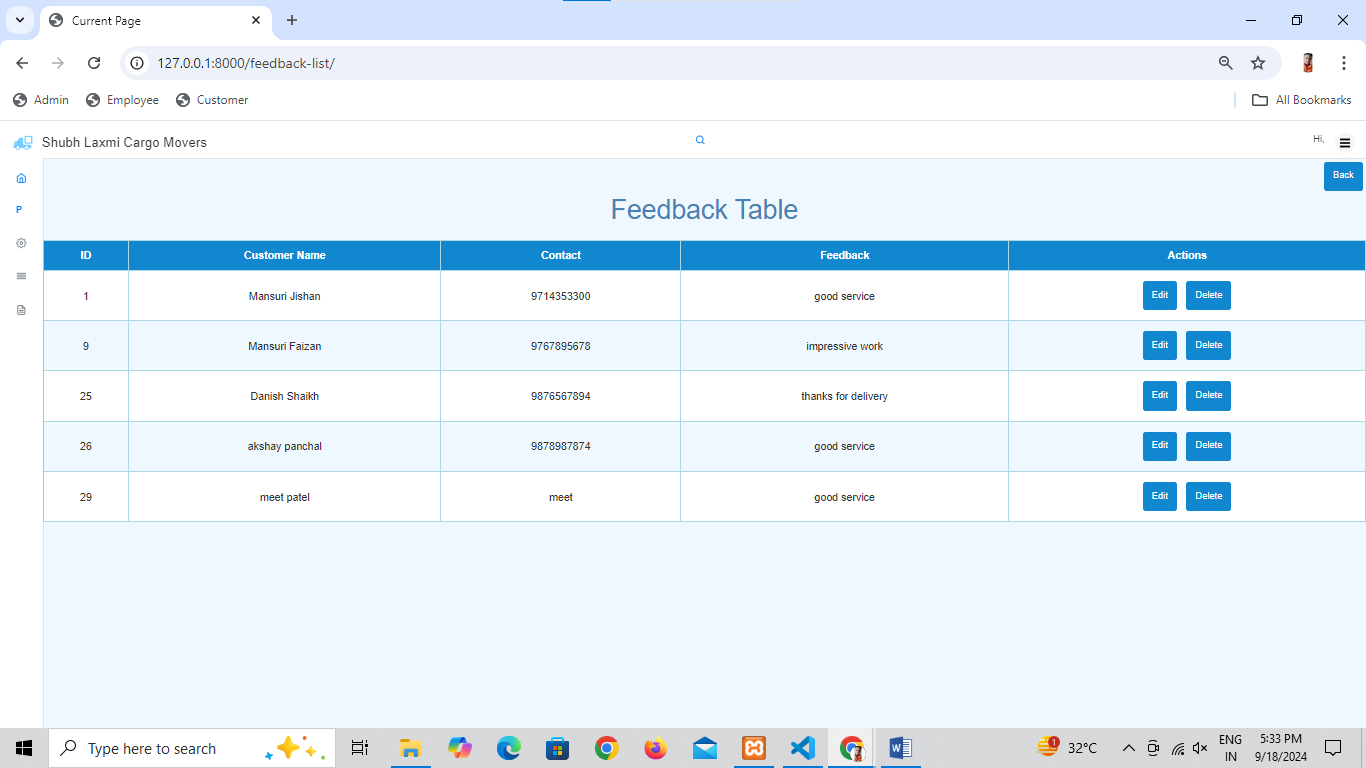 Current Page
127.0.0.1:8000/feedback-list/
Admin Employee Customer All Bookmarks
Shubh Laxmi Cargo Movers Hi,
Back
P
Feedback Table
ID Customer Name Contact Feedback Actions
1 Mansuri Jishan 9714353300 good service Edit Delete
9 Mansuri Faizan 9767895678 impressive work Edit Delete
25 Danish Shaikh 9876567894 thanks for delivery Edit Delete
26 akshay panchal 9878987874 good service Edit Delete
29 meet patel meet good service Edit Delete
Type here to search 1 32°C ENG 5:33 PM
IN 9/18/2024